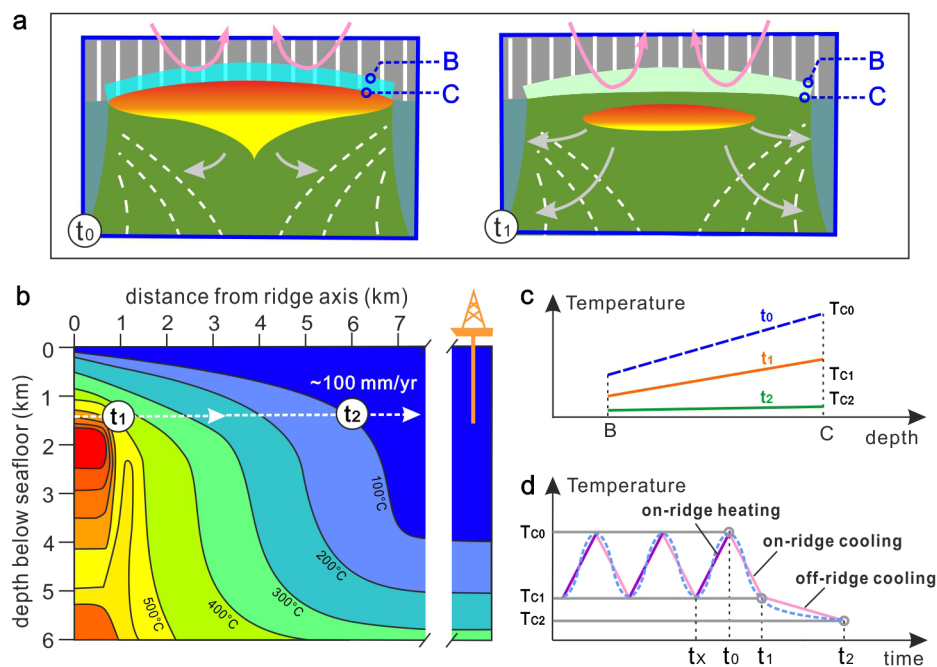 a
B
C
t0
B
C
t1
b
distance from ridge axis (km)
0 1 2 3 4 5 6 7
depth below seafloor (km)
0
1
2
3
4
5
6
~100 mm/yr
t1
t2
100°C
200°C
300°C
400°C
500°C
c
Temperature
t0
TC0
t1
TC1
t2
TC2
B
C
depth
d
Temperature
on-ridge heating
TC0
on-ridge cooling
off-ridge cooling
TC1
TC2
tX
t0
t1
t2
time